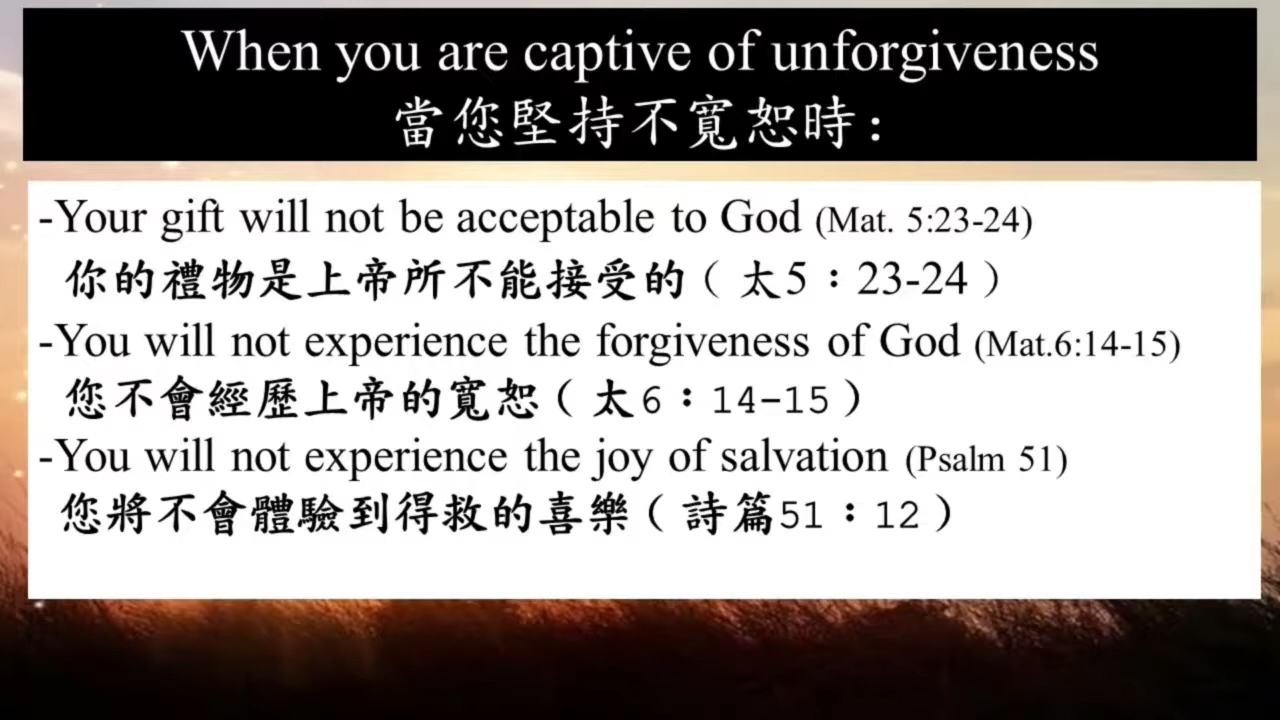 When you are captive of unforgiveness
當您堅持不寬恕時：
-Your gift will not be acceptable to God (Mat. 5:23-24)
你的禮物是上帝所不能接受的（太5：23-24）
-You will not experience the forgiveness of God (Mat.6:14-15)
您不會經歷上帝的寬恕（太6：14-15）
-You will not experience the joy of salvation (Psalm 51)
您將不會體驗到得救的喜樂（詩篇51：12）